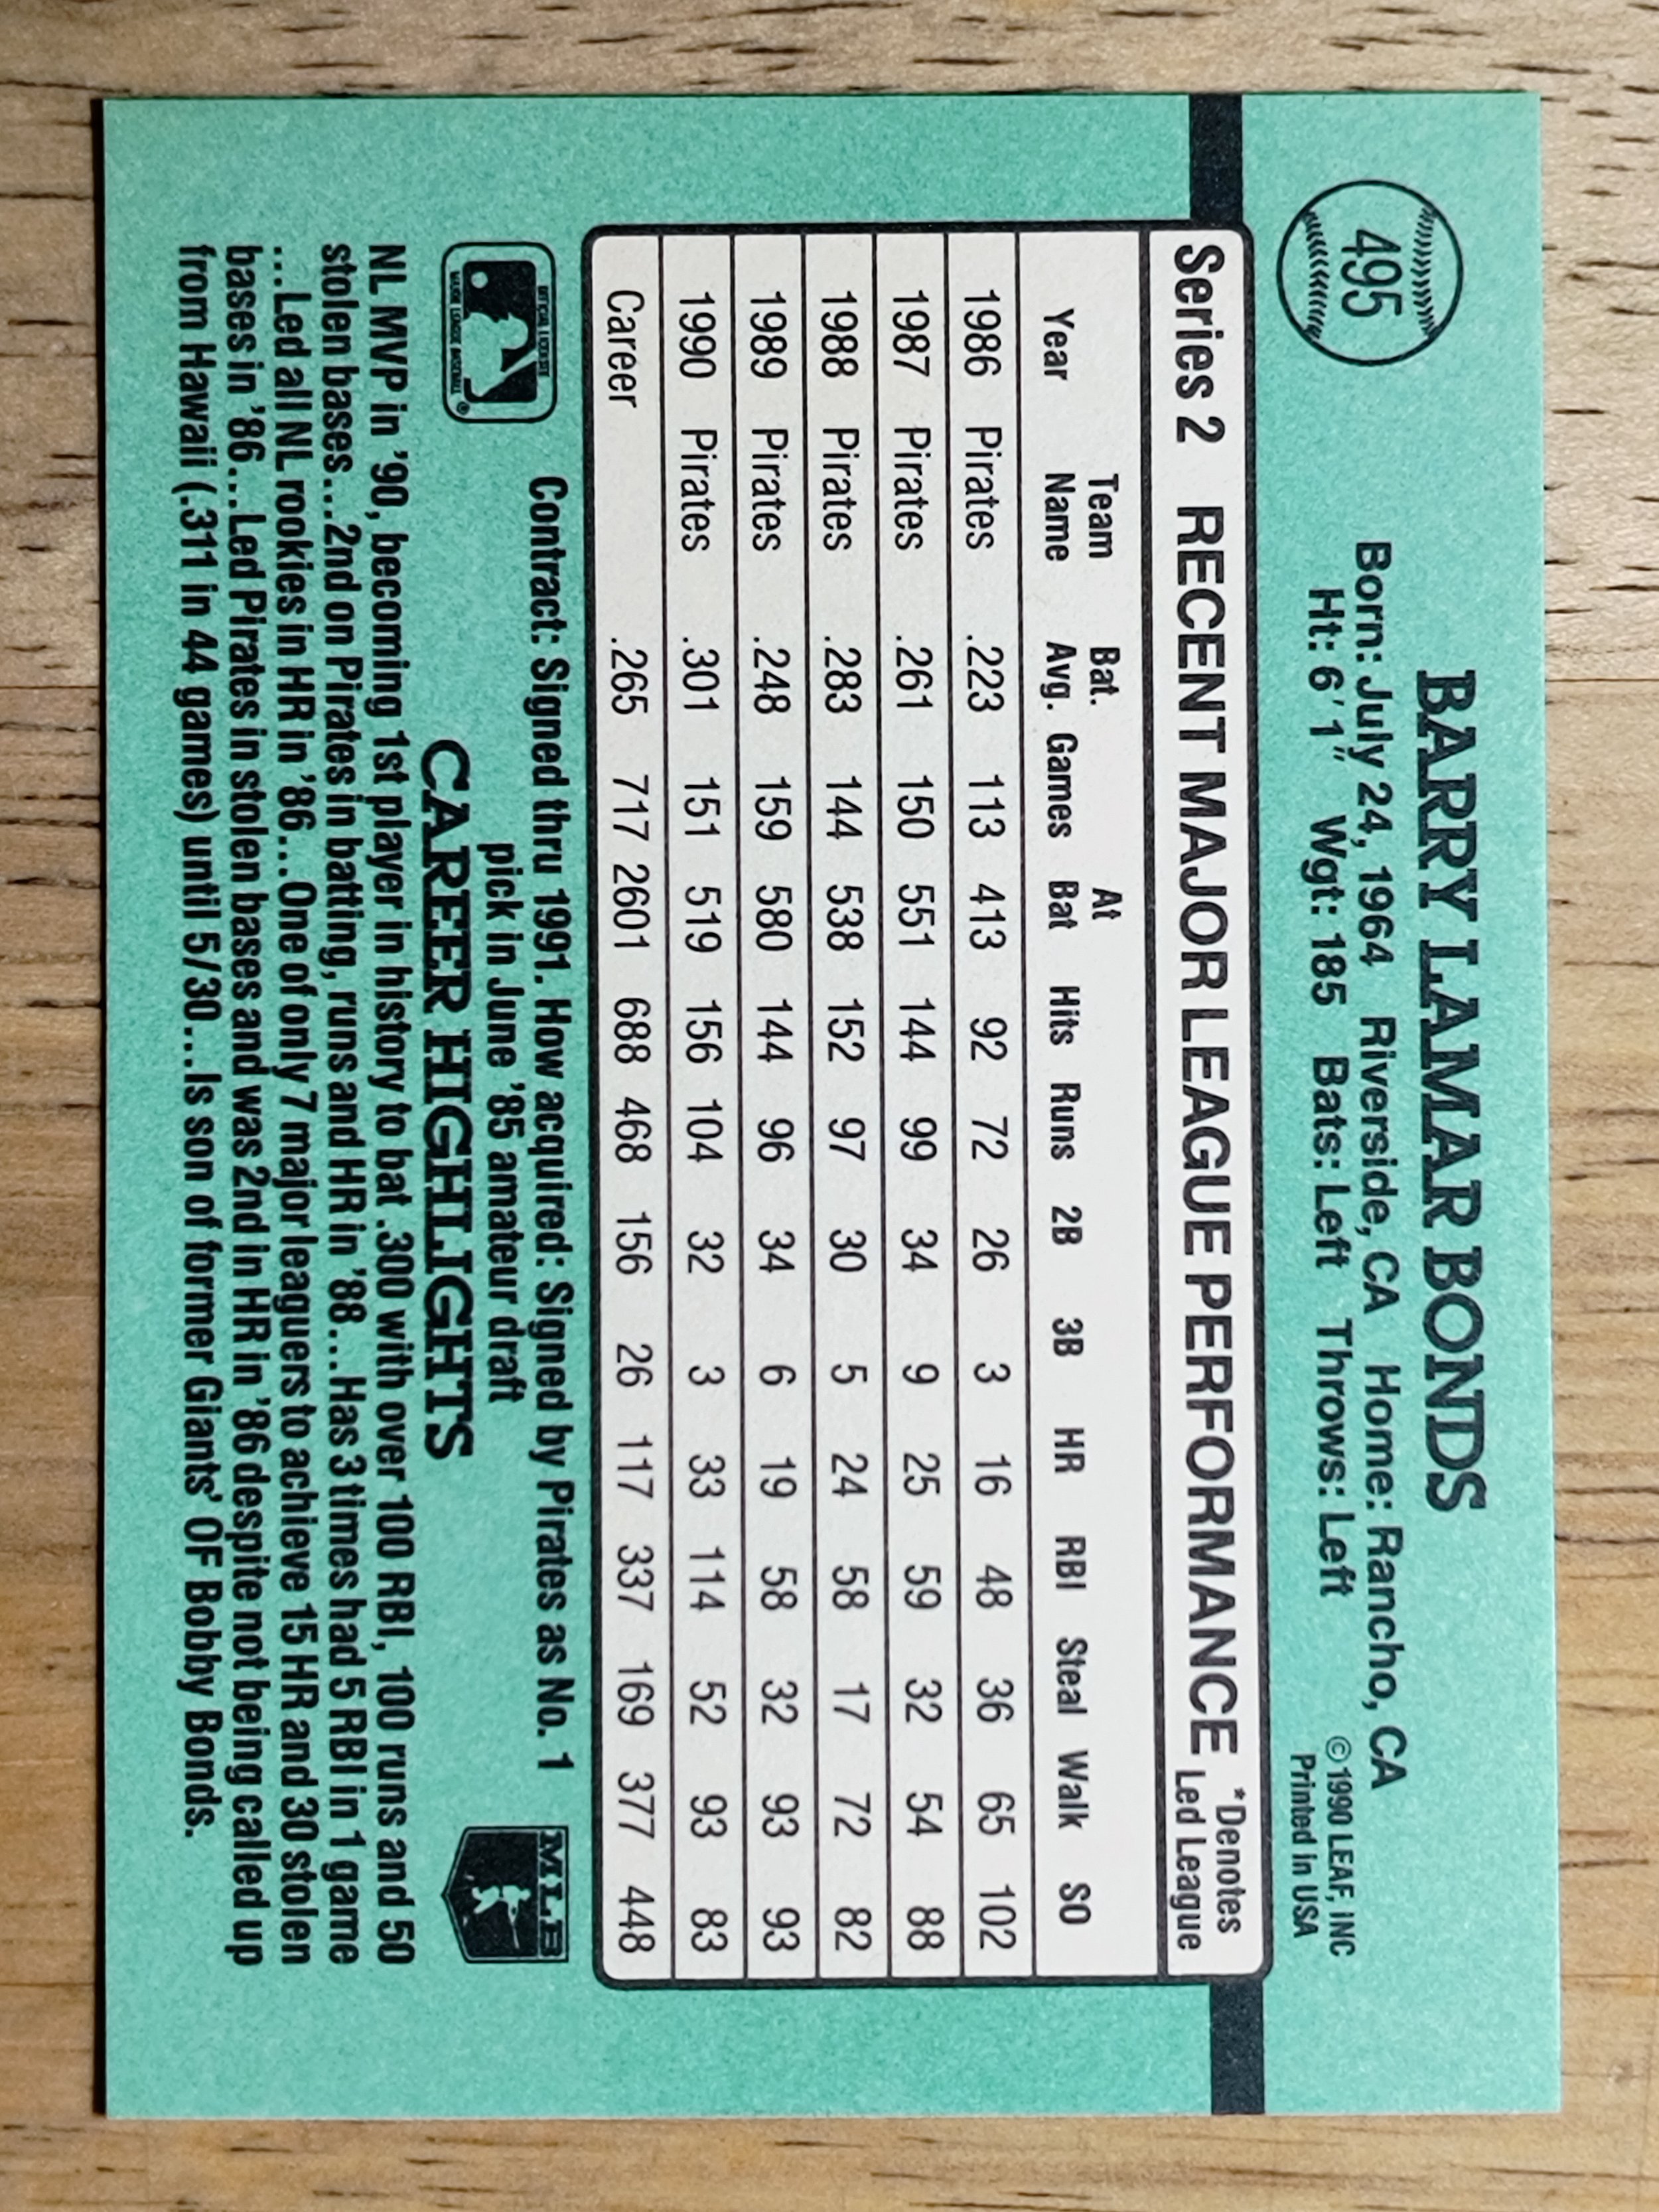 495
BARRY LAMAR BONDS
Born: July 24, 1964 Riverside, CA Home: Rancho, CA
Ht: 6'1" Wgt: 185 Bats: Left Throws: Left
© 1990 LEAF, INC
Printed in USA
Series 2 RECENT MAJOR LEAGUE PERFORMANCE *Denotes Led League
Year Team Name Bat. Avg. Games At Bat Hits Runs 2B 3B HR RBI Steal Walk SO
1986 Pirates .223 113 413 92 72 26 3 16 48 36 65 102
1987 Pirates .261 150 551 144 99 34 9 25 59 32 54 88
1988 Pirates .283 144 538 152 97 30 5 24 58 17 72 82
1989 Pirates .248 159 580 144 96 34 6 19 58 32 93 93
1990 Pirates .301 151 519 156 104 32 3 33 114 52 93 83
Career .265 717 2601 688 468 156 26 117 337 169 377 448
OFFICIAL LICENSEE
MAJOR LEAGUE BASEBALL ®
Contract: Signed thru 1991. How acquired: Signed by Pirates as No. 1
pick in June '85 amateur draft
MLB
CAREER HIGHLIGHTS
NL MVP in '90, becoming 1st player in history to bat .300 with over 100 RBI, 100 runs and 50
stolen bases...2nd on Pirates in batting, runs and HR in '88...Has 3 times had 5 RBI in 1 game
...Led all NL rookies in HR in '86...One of only 7 major leaguers to achieve 15 HR and 30 stolen
bases in '86...Led Pirates in stolen bases and was 2nd in HR in '86 despite not being called up
from Hawaii (.311 in 44 games) until 5/30...Is son of former Giants' OF Bobby Bonds.